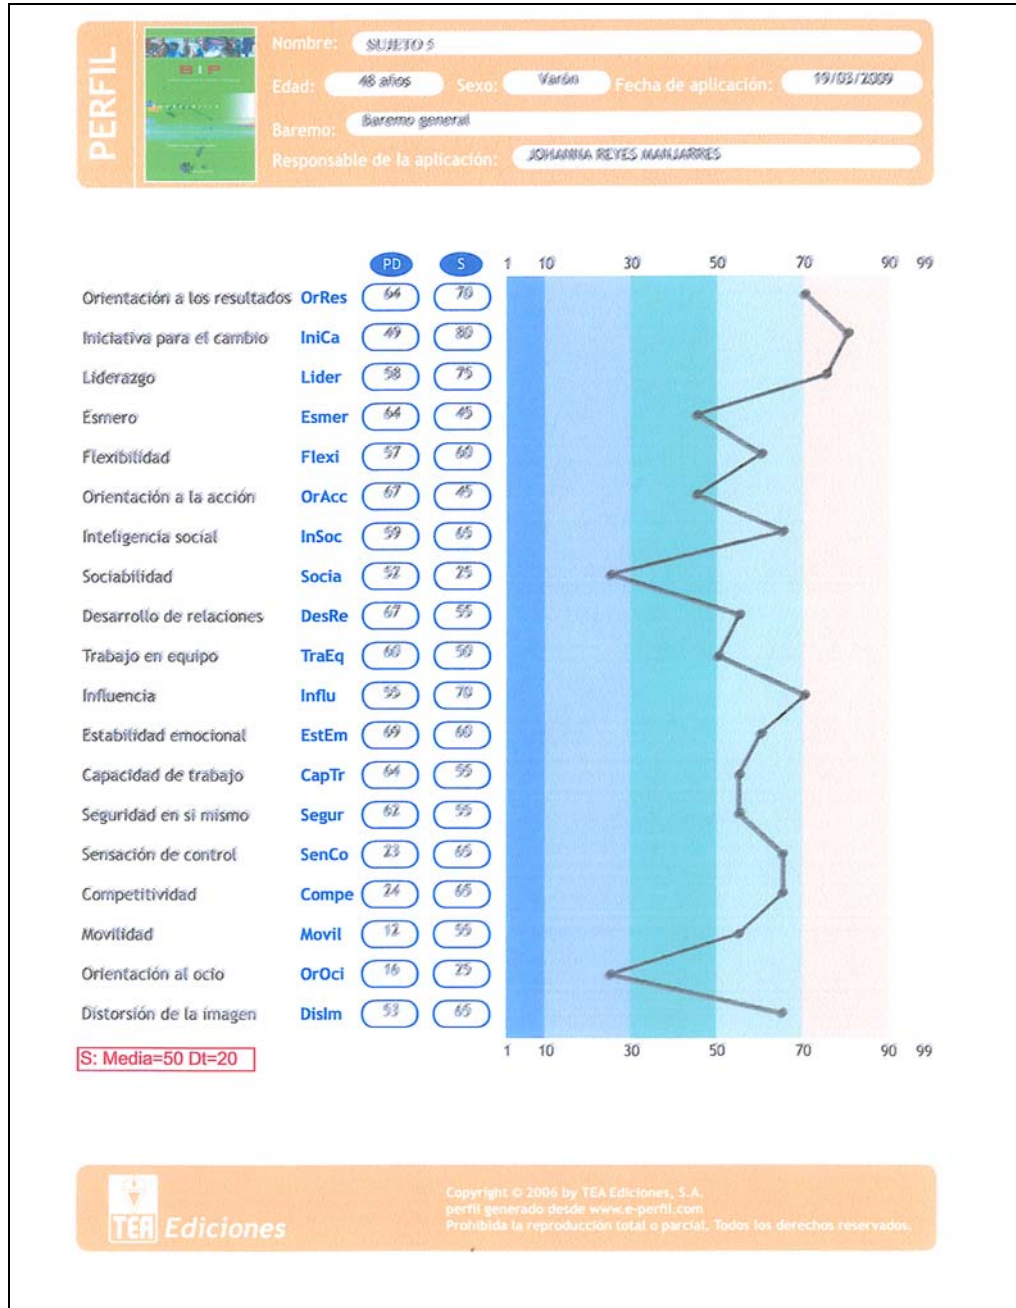 PERFIL
BIP
Nombre: SUJETO 5
Edad: 48 años Sexo: Varón Fecha de aplicación: 19/03/2009
Baremo: Baremo general
Responsable de la aplicación: JOHANNA REYES MANJARRES
PD S 1 10 30 50 70 90 99
Orientación a los resultados OrRes 64 70
Iniciativa para el cambio IniCa 49 80
Liderazgo Lider 58 75
Esmero Esmer 64 45
Flexibilidad Flexi 57 60
Orientación a la acción OrAcc 67 45
Inteligencia social InSoc 59 65
Sociabilidad Socia 52 25
Desarrollo de relaciones DesRe 67 55
Trabajo en equipo TraEq 60 50
Influencia Influ 55 70
Estabilidad emocional EstEm 69 60
Capacidad de trabajo CapTr 64 55
Seguridad en si mismo Segur 62 55
Sensación de control SenCo 23 65
Competitividad Compe 24 65
Movilidad Movil 12 55
Orientación al ocio OrOci 16 25
Distorsión de la imagen DisIm 53 65
1 10 30 50 70 90 99
S: Media=50 Dt=20
TEA Ediciones
Copyright © 2006 by TEA Ediciones, S.A.
perfil generado desde www.e-perfil.com
Prohibida la reproducción total o parcial. Todos los derechos reservados.